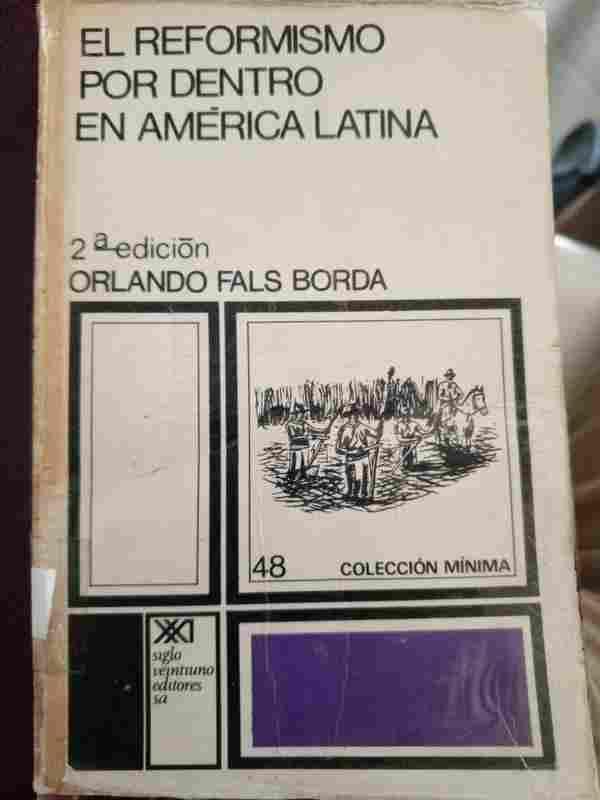 EL REFORMISMO
POR DENTRO
EN AMÉRICA LATINA
2ª edición
ORLANDO FALS BORDA
48 COLECCIÓN MÍNIMA
XXI
siglo
veintiuno
editores
sa